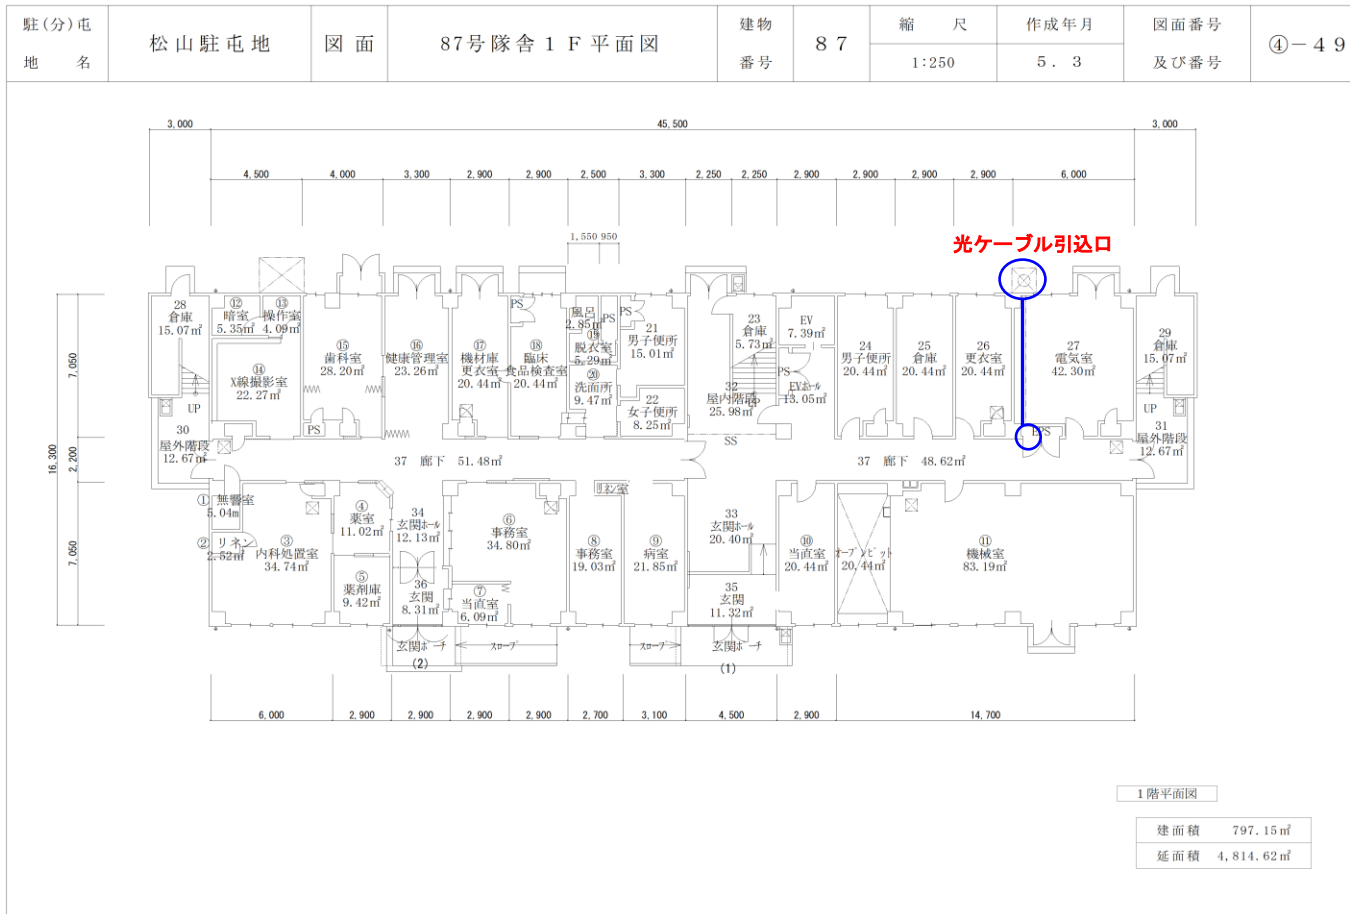 駐(分)屯地名
松山駐屯地
図面
87号隊舎1F平面図
建物番号
87
縮尺
1:250
作成年月
5．3
図面番号及び番号
④－49
3,000
45,500
3,000
4,500
4,000
3,300
2,900
2,900
2,500
3,300
2,250
2,250
2,900
2,900
2,900
2,900
6,000
1,550
950
光ケーブル引込口
28
倉庫
15.07㎡
⑫
暗室
5.35㎡
⑬
操作室
4.09㎡
⑭
X線撮影室
22.27㎡
⑮
歯科室
28.20㎡
PS
⑯
健康管理室
23.26㎡
⑰
機材庫
更衣室
20.44㎡
PS
⑱
臨床
食品検査室
20.44㎡
風呂
2.85㎡
PS
⑲
脱衣室
5.29㎡
⑳
洗面所
9.47㎡
PS
21
男子便所
15.01㎡
22
女子便所
8.25㎡
23
倉庫
5.73㎡
32
屋内階段
25.98㎡
UP
SS
EV
7.39㎡
PS
EVホール
13.05㎡
24
男子便所
20.44㎡
25
倉庫
20.44㎡
26
更衣室
20.44㎡
27
電気室
42.30㎡
EPS
29
倉庫
15.07㎡
UP
31
屋外階段
12.67㎡
UP
30
屋外階段
12.67㎡
37 廊下 51.48㎡
37 廊下 48.62㎡
7,050
2,200
7,050
16,300
① 無響室
5.04㎡
② リネン
2.52㎡
③
内科処置室
34.74㎡
④
薬室
11.02㎡
⑤
薬剤庫
9.42㎡
34
玄関ホール
12.13㎡
36
玄関
8.31㎡
⑥
事務室
34.80㎡
⑦
当直室
6.09㎡
リネン室
⑧
事務室
19.03㎡
⑨
病室
21.85㎡
33
玄関ホール
20.40㎡
35
玄関
11.32㎡
⑩
当直室
20.44㎡
オープンピット
20.44㎡
⑪
機械室
83.19㎡
玄関ポーチ
(2)
スロープ
スロープ
玄関ポーチ
(1)
6,000
2,900
2,900
2,900
2,900
2,700
3,100
4,500
2,900
14,700
1階平面図
建面積 797.15㎡
延面積 4,814.62㎡